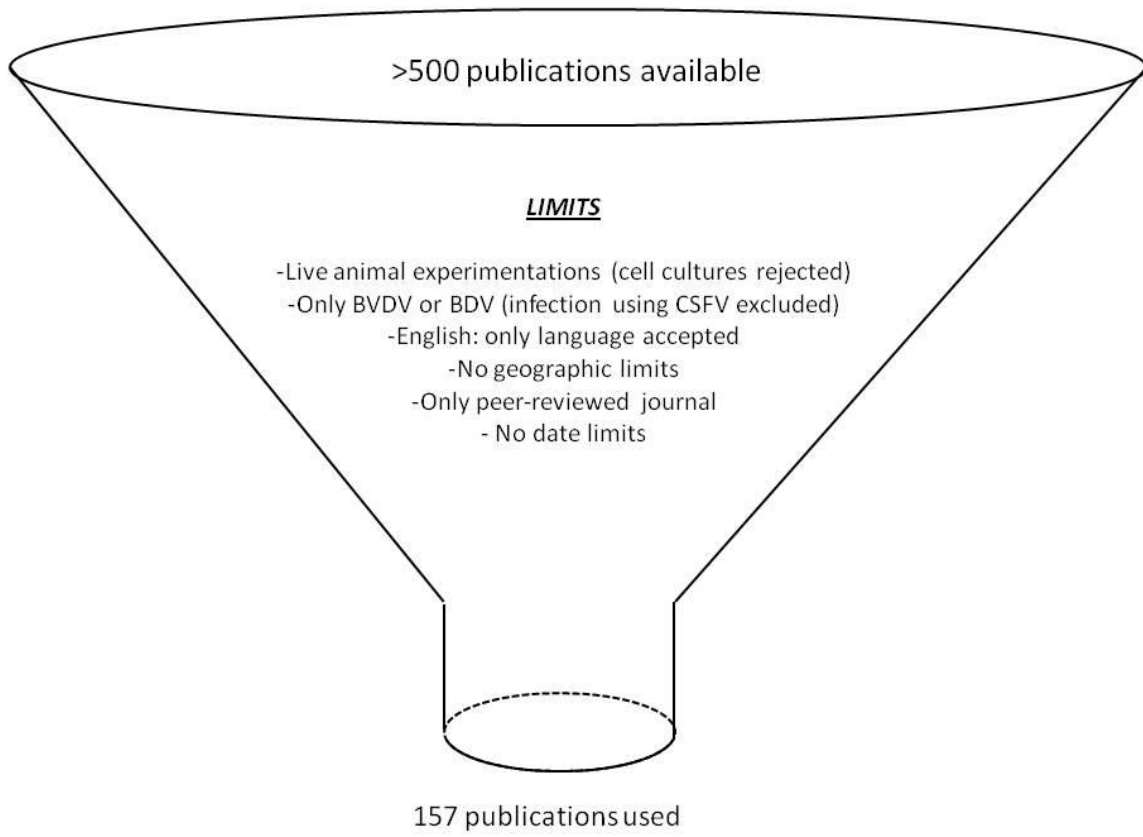 >500 publications available
LIMITS
-Live animal experimentations (cell cultures rejected)
-Only BVDV or BDV (infection using CSFV excluded)
-English: only language accepted
-No geographic limits
-Only peer-reviewed journal
- No date limits
157 publications used